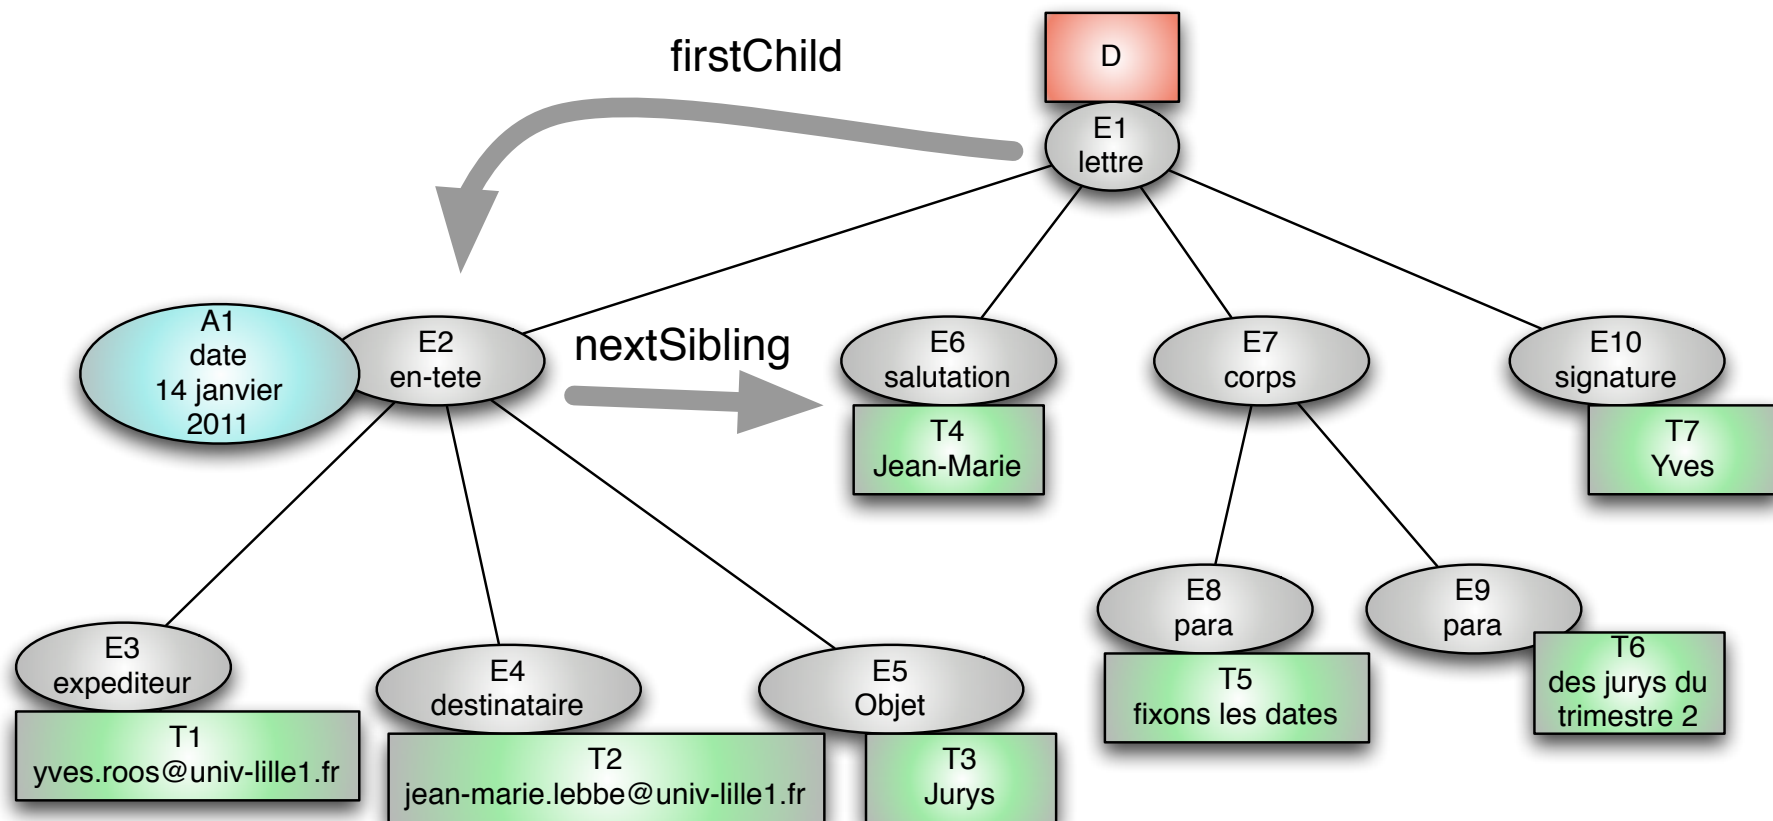 firstChild
D
E1
lettre
A1
date
14 janvier
2011
E2
en-tete
nextSibling
E6
salutation
T4
Jean-Marie
E7
corps
E10
signature
T7
Yves
E3
expediteur
T1
yves.roos@univ-lille1.fr
E4
destinataire
T2
jean-marie.lebbe@univ-lille1.fr
E5
Objet
T3
Jurys
E8
para
T5
fixons les dates
E9
para
T6
des jurys du
trimestre 2